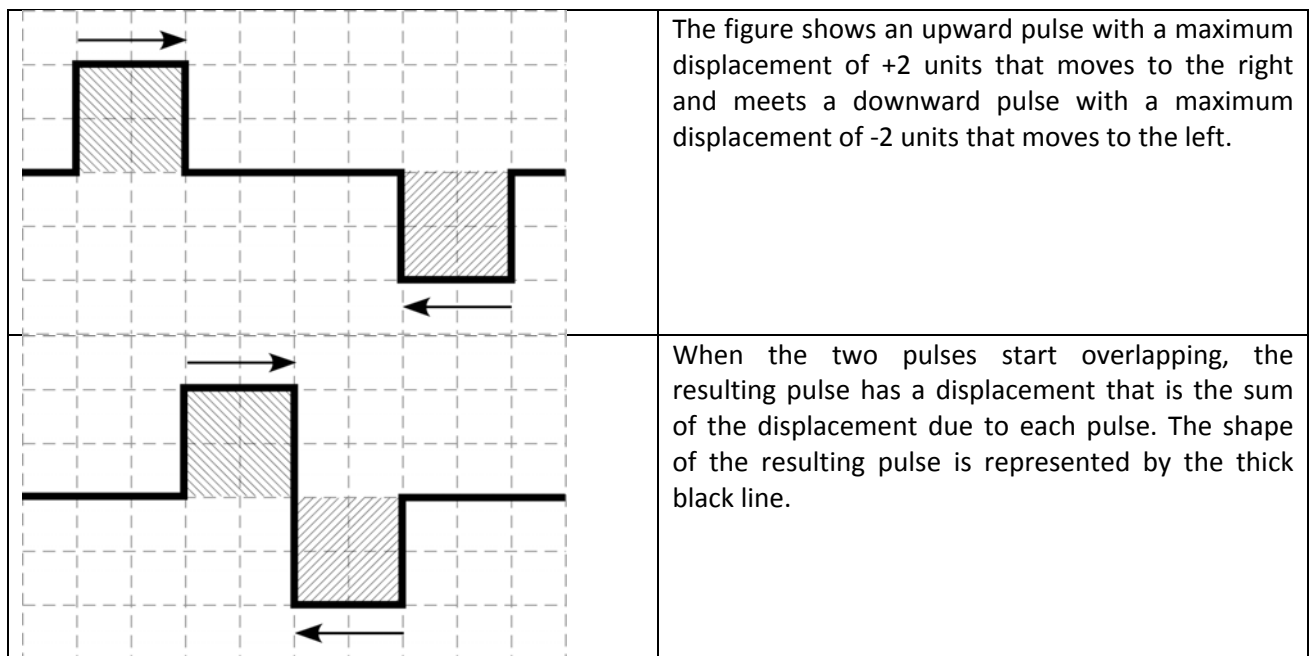 The figure shows an upward pulse with a maximum
displacement of +2 units that moves to the right
and meets a downward pulse with a maximum
displacement of -2 units that moves to the left.
When the two pulses start overlapping, the
resulting pulse has a displacement that is the sum
of the displacement due to each pulse. The shape
of the resulting pulse is represented by the thick
black line.